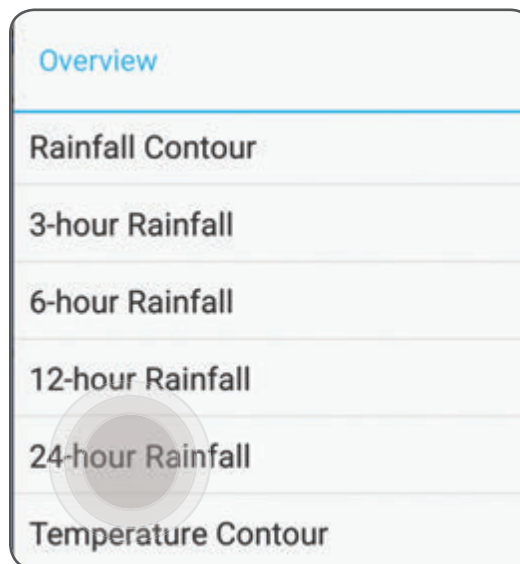 Overview
Rainfall Contour
3-hour Rainfall
6-hour Rainfall
12-hour Rainfall
24-hour Rainfall
Temperature Contour